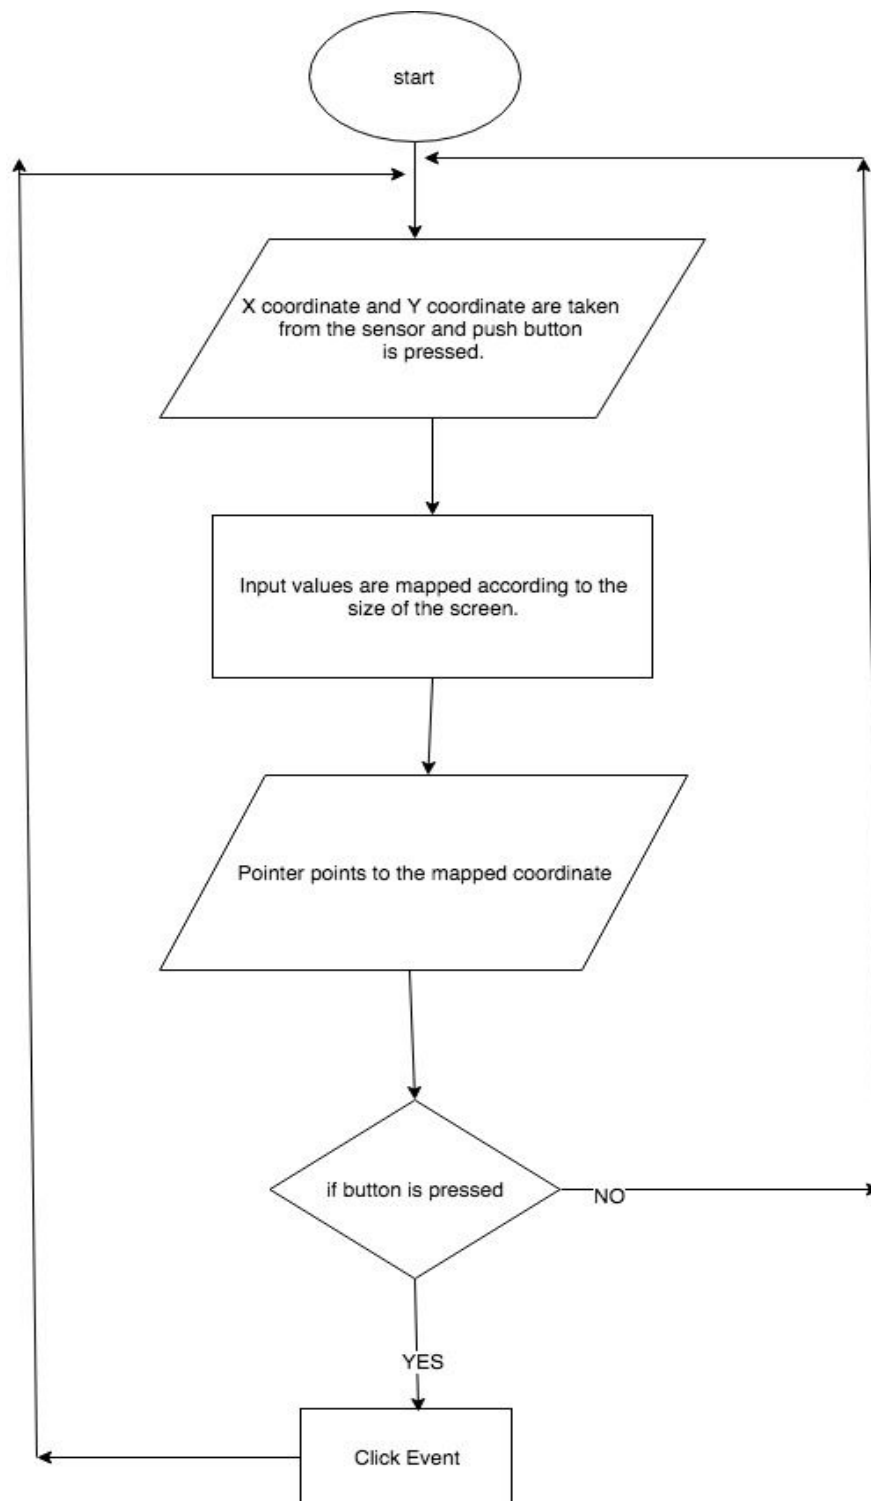 start
X coordinate and Y coordinate are taken
from the sensor and push button
is pressed.
Input values are mapped according to the
size of the screen.
Pointer points to the mapped coordinate
if button is pressed
NO
YES
Click Event